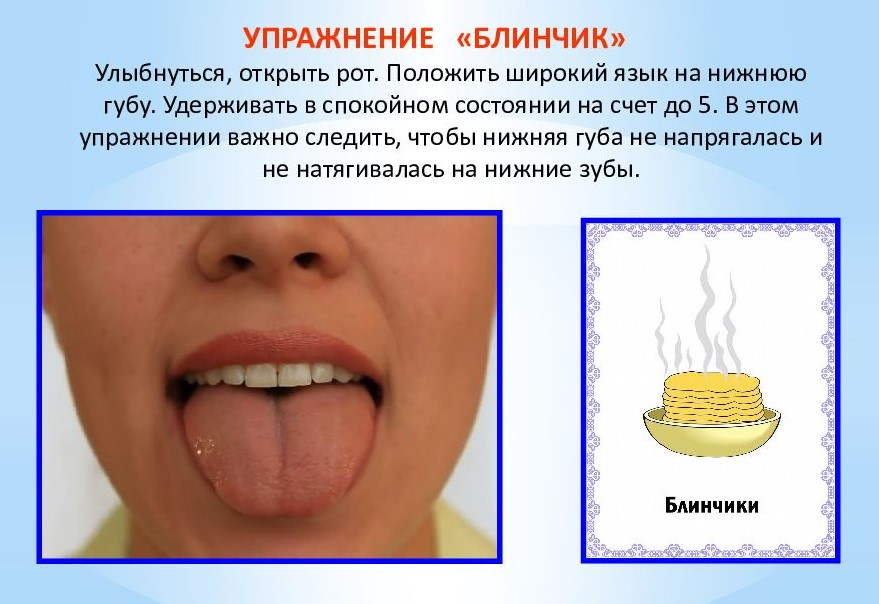 УПРАЖНЕНИЕ «БЛИНЧИК»
Улыбнуться, открыть рот. Положить широкий язык на нижнюю
губу. Удерживать в спокойном состоянии на счет до 5. В этом
упражнении важно следить, чтобы нижняя губа не напрягалась и
не натягивалась на нижние зубы.
Блинчики